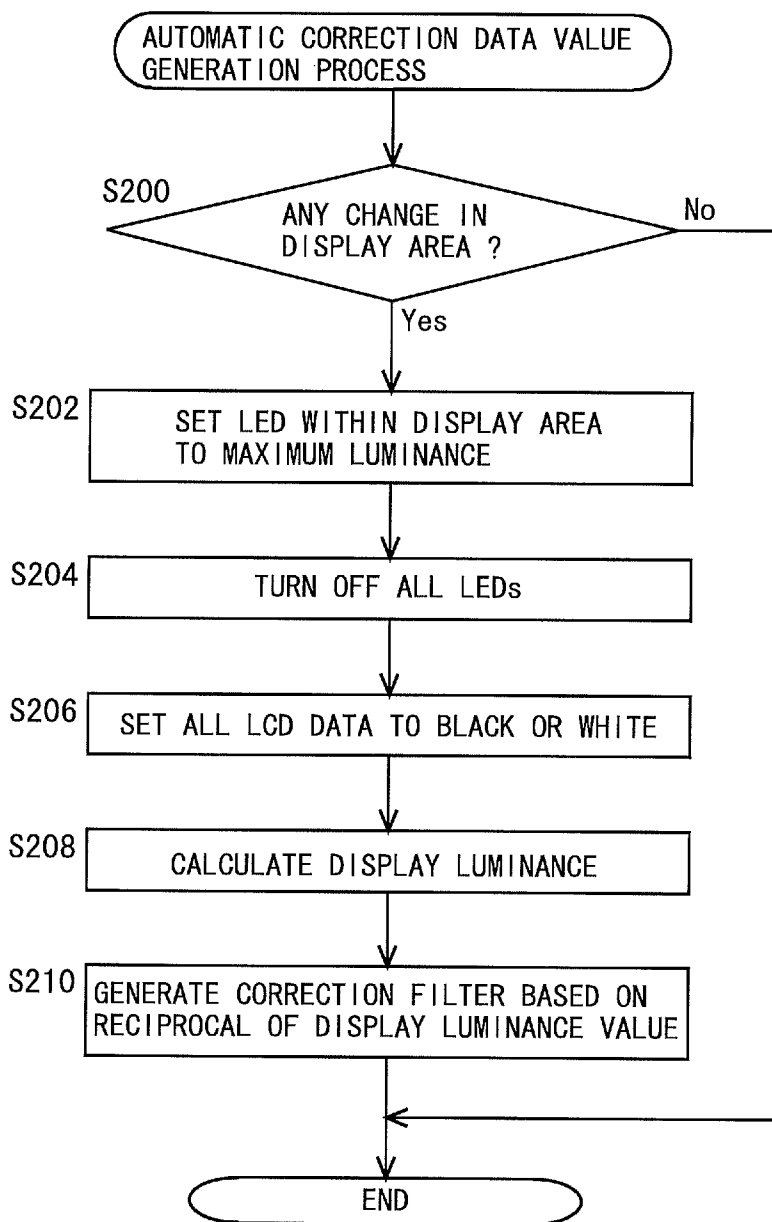 AUTOMATIC CORRECTION DATA VALUE
GENERATION PROCESS
S200
ANY CHANGE IN
DISPLAY AREA ?
No
Yes
S202
SET LED WITHIN DISPLAY AREA
TO MAXIMUM LUMINANCE
S204
TURN OFF ALL LEDs
S206
SET ALL LCD DATA TO BLACK OR WHITE
S208
CALCULATE DISPLAY LUMINANCE
S210
GENERATE CORRECTION FILTER BASED ON
RECIPROCAL OF DISPLAY LUMINANCE VALUE
END